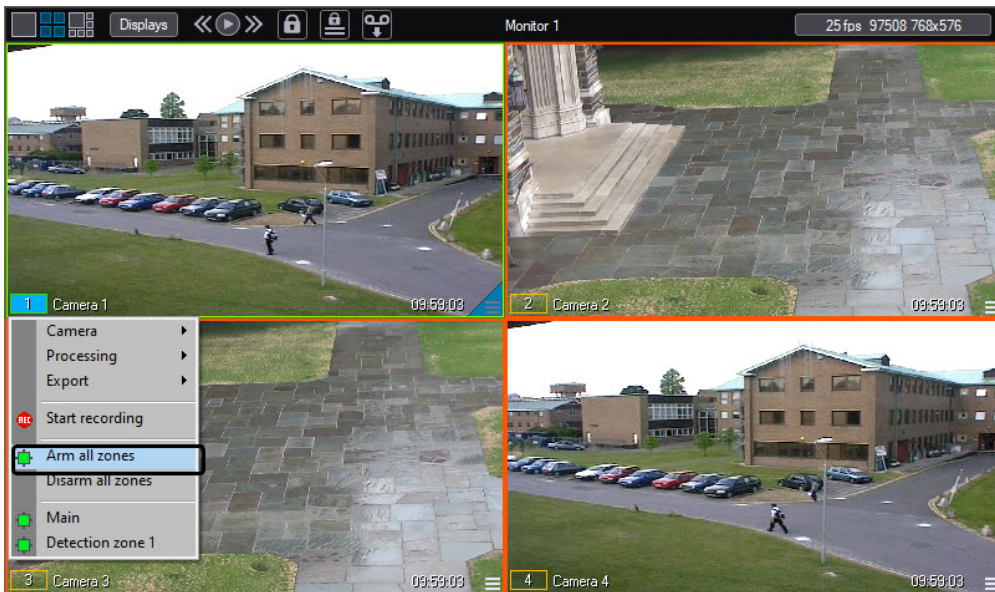 Displays
Monitor 1
25 fps 97508 768x576
1 Camera 1 09:59:03
2 Camera 2 09:59:03
Camera
Processing
Export
REC Start recording
Arm all zones
Disarm all zones
Main
Detection zone 1
3 Camera 3 09:59:03
4 Camera 4 09:59:03